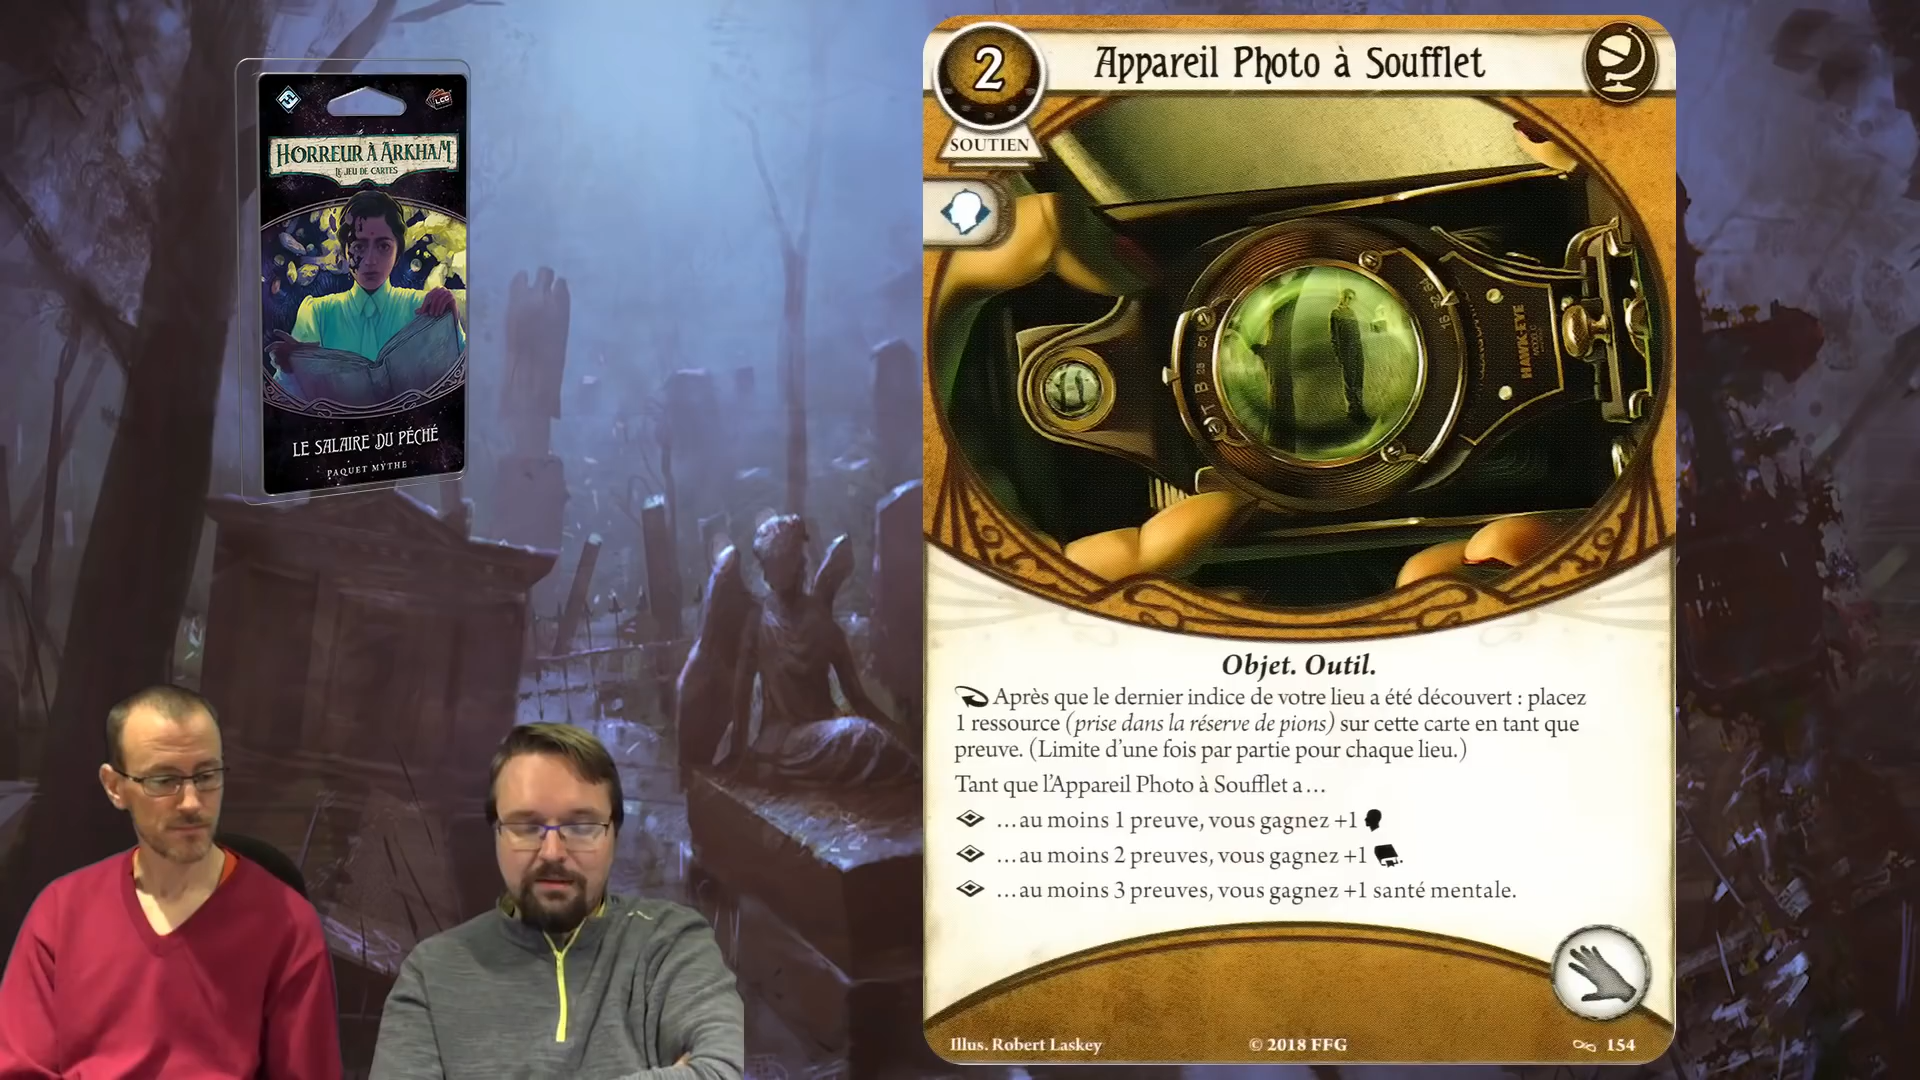 LCG
HORREUR À ARKHAM
LE JEU DE CARTES
LE SALAIRE DU PÉCHÉ
PAQUET MYTHE
2
Appareil Photo à Soufflet
SOUTIEN
HAWK-EYE
Objet. Outil.
Après que le dernier indice de votre lieu a été découvert : placez
1 ressource (prise dans la réserve de pions) sur cette carte en tant que
preuve. (Limite d'une fois par partie pour chaque lieu.)
Tant que l'Appareil Photo à Soufflet a…
…au moins 1 preuve, vous gagnez +1
…au moins 2 preuves, vous gagnez +1 .
…au moins 3 preuves, vous gagnez +1 santé mentale.
Illus. Robert Laskey
© 2018 FFG
154